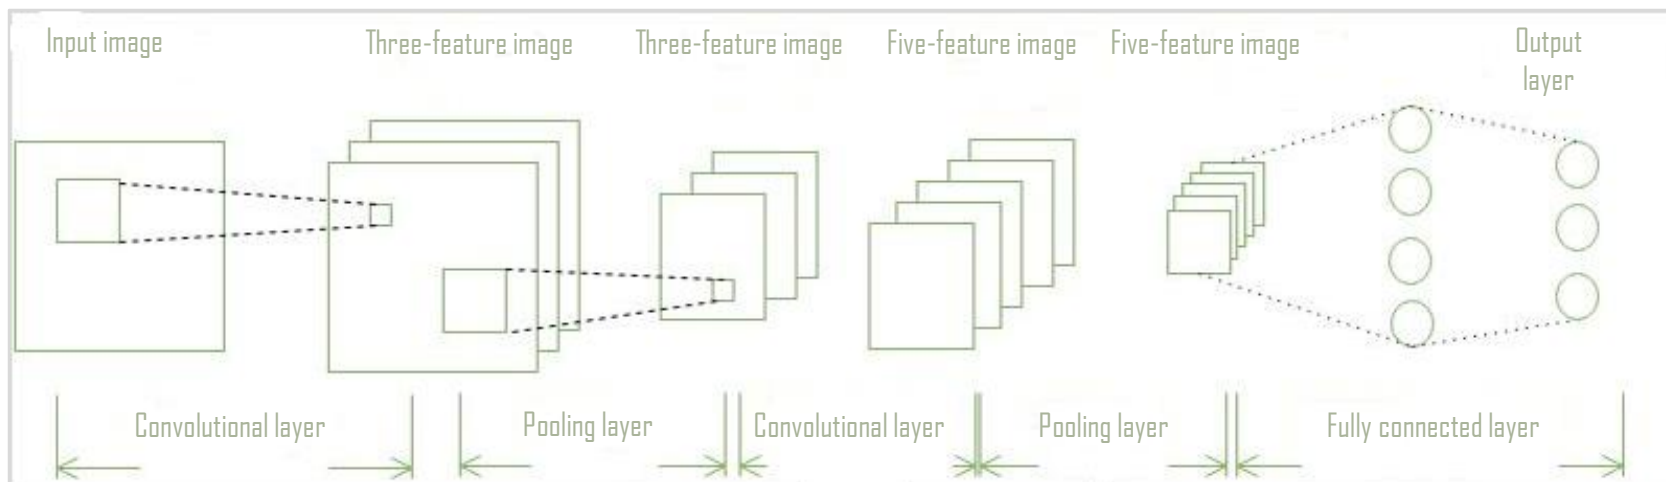 Input image
Three-feature image
Three-feature image
Five-feature image
Five-feature image
Output
layer
Convolutional layer
Pooling layer
Convolutional layer
Pooling layer
Fully connected layer